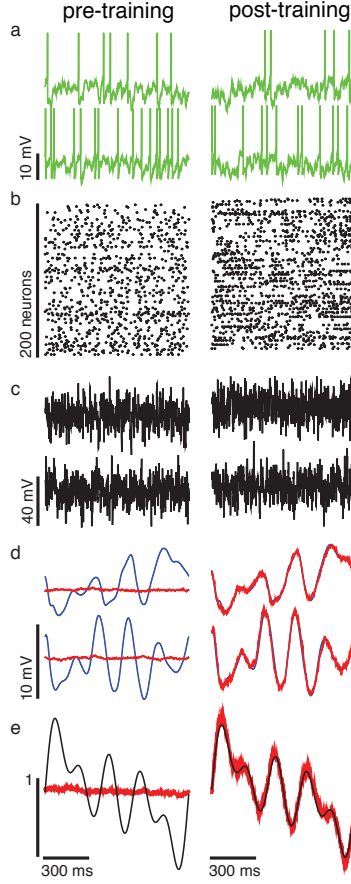 pre-training
post-training
a
10 mV
b
200 neurons
c
40 mV
d
10 mV
e
1
300 ms
300 ms